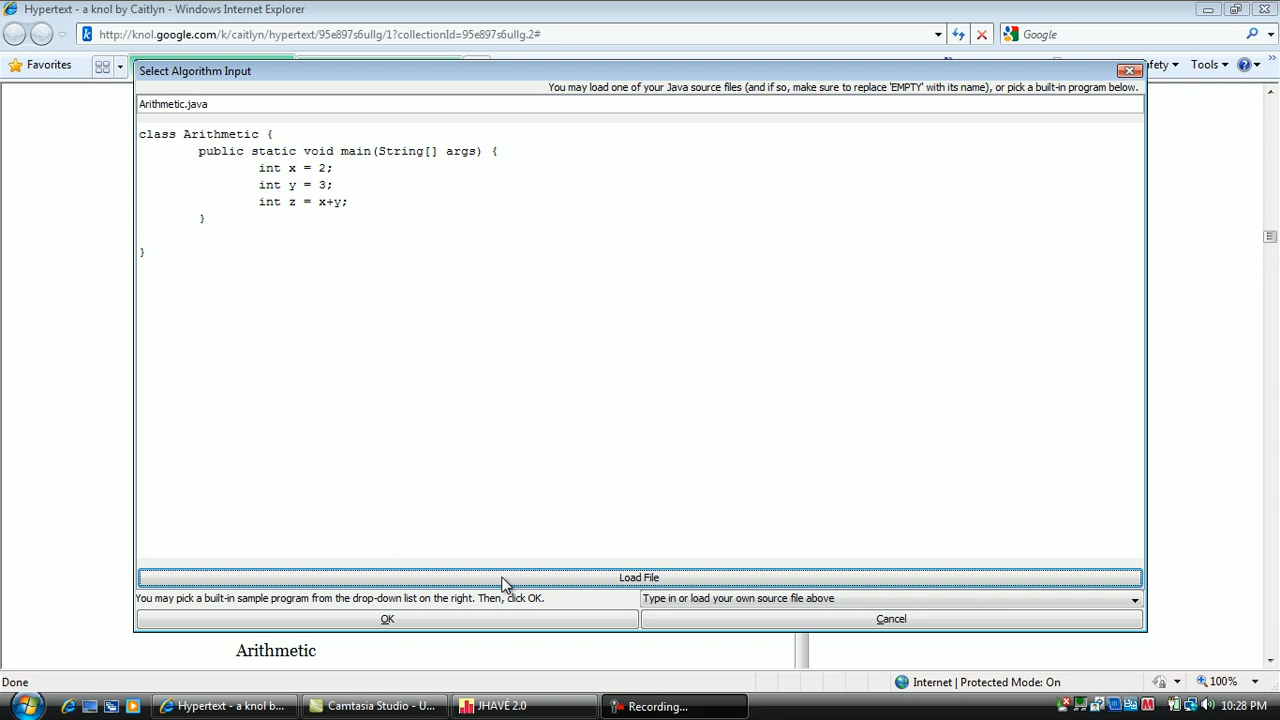 Hypertext - a knol by Caitlyn - Windows Internet Explorer
http://knol.google.com/k/caitlyn/hypertext/95e897s6ullg/1?collectionId=95e897s6ullg.2#
Google
Favorites
Tools
Select Algorithm Input
You may load one of your Java source files (and if so, make sure to replace 'EMPTY' with its name), or pick a built-in program below.
Arithmetic.java
class Arithmetic {
public static void main(String[] args) {
int x = 2;
int y = 3;
int z = x+y;
}
}
Load File
You may pick a built-in sample program from the drop-down list on the right. Then, click OK.
Type in or load your own source file above
OK
Cancel
Arithmetic
Done
Internet | Protected Mode: On
100%
Hypertext - a knol b...
Camtasia Studio - U...
JHAVÉ 2.0
Recording...
10:28 PM